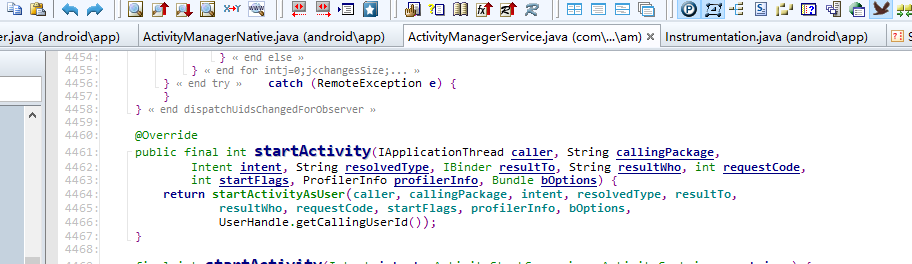 er.java (android\app) ActivityManagerNative.java (android\app) ActivityManagerService.java (com\...\am) × Instrumentation.java (android\app) S
4454: } « end else »
4455: } « end for intj=0;j<changesSize;... »
4456: } « end try » catch (RemoteException e) {
4457: }
4458: } « end dispatchUidsChangedForObserver »
4459:
4460: @Override
4461: public final int startActivity(IApplicationThread caller, String callingPackage,
4462: Intent intent, String resolvedType, IBinder resultTo, String resultWho, int requestCode,
4463: int startFlags, ProfilerInfo profilerInfo, Bundle bOptions) {
4464: return startActivityAsUser(caller, callingPackage, intent, resolvedType, resultTo,
4465: resultWho, requestCode, startFlags, profilerInfo, bOptions,
4466: UserHandle.getCallingUserId());
4467: }
4468: